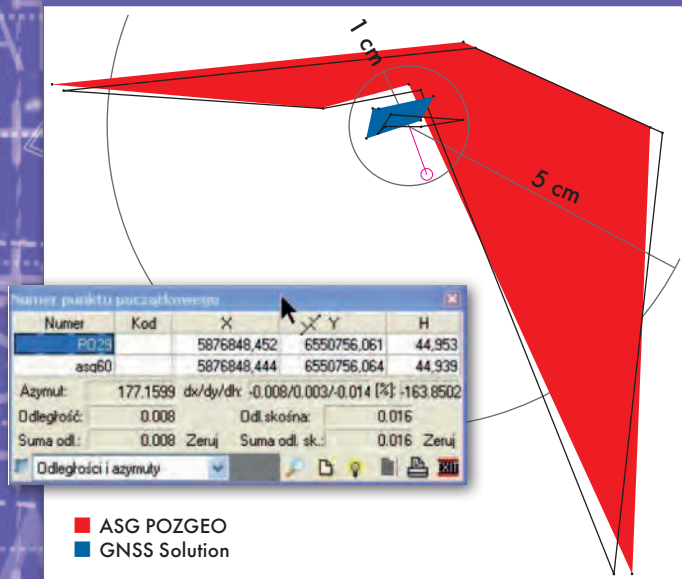 1 cm
5 cm
Numer punktu początkowego
Numer Kod X Y H
PO29 5876848,452 6550756,061 44,953
asg60 5876848,444 6550756,064 44,939
Azymut: 177.1599 dx/dy/dh: -0.008/0.003/-0.014 [%]: -163.8502
Odległość: 0.008 Odl.skośna: 0.016
Suma odl.: 0.008 Zeruj Suma odl. sk.: 0.016 Zeruj
Odległości i azymuty
ASG POZGEO
GNSS Solution